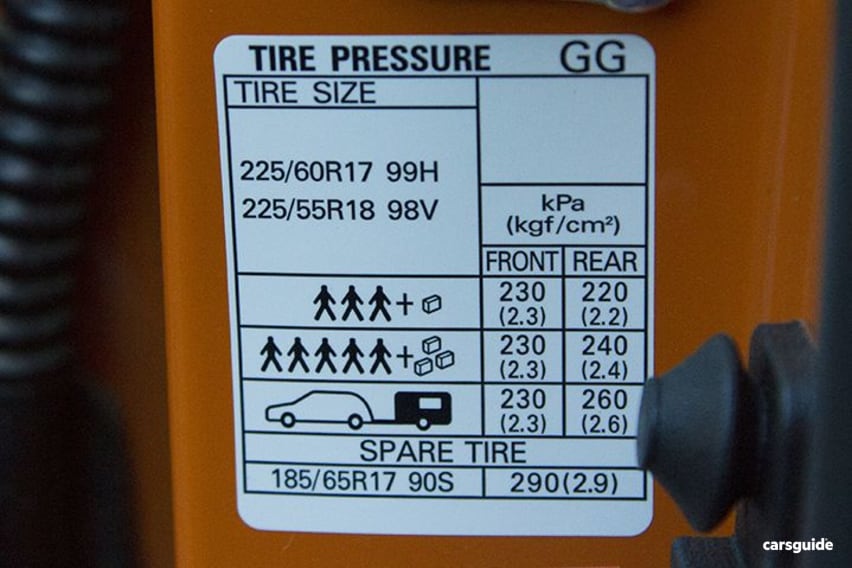 TIRE PRESSURE GG
TIRE SIZE
225/60R17 99H
225/55R18 98V
kPa
(kgf/cm²)
FRONT REAR
+ 230 220
(2.3) (2.2)
+ 230 240
(2.3) (2.4)
230 260
(2.3) (2.6)
SPARE TIRE
185/65R17 90S 290(2.9)
carsguide